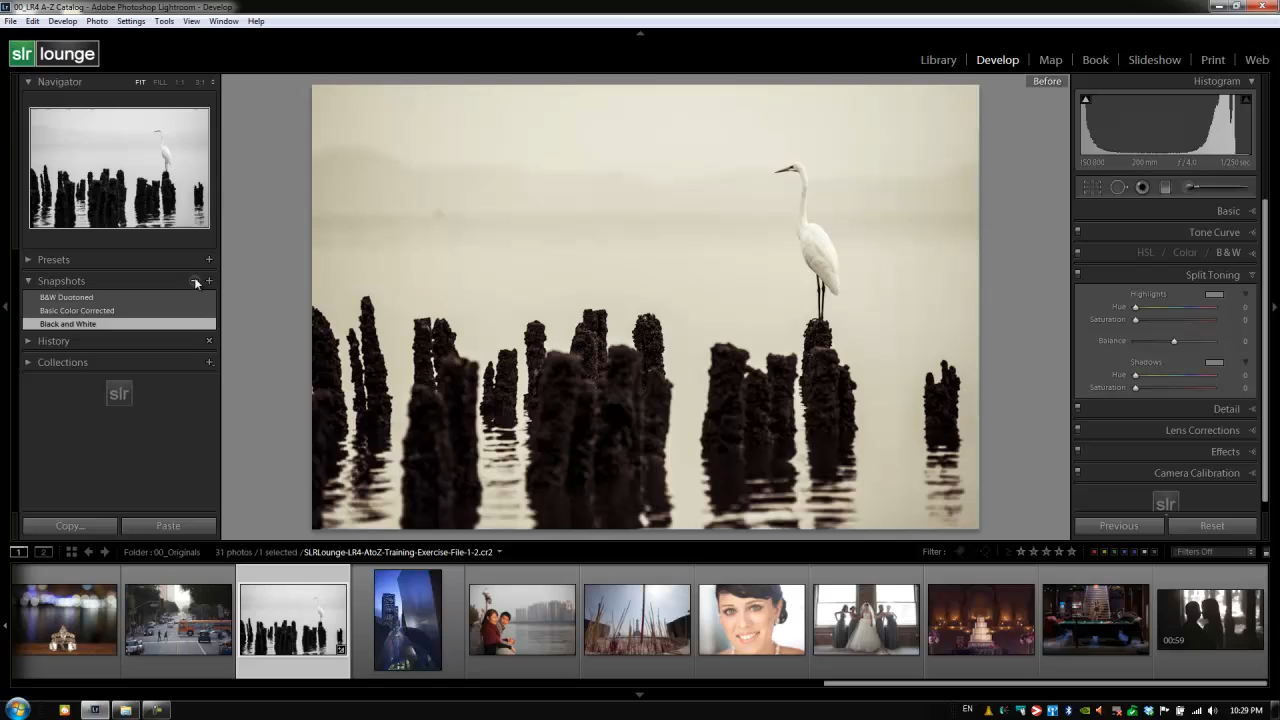 00_LR4 A-Z Catalog - Adobe Photoshop Lightroom - Develop
File Edit Develop Photo Settings Tools View Window Help
slr lounge
Library | Develop | Map | Book | Slideshow | Print | Web
Navigator FIT FILL 1:1 3:1
Before
Histogram
ISO 800 200 mm f / 4.0 1/250 sec
Presets
Snapshots
B&W Duotoned
Basic Color Corrected
Black and White
History
Collections
slr
Basic
Tone Curve
HSL / Color / B & W
Split Toning
Highlights
Hue 0
Saturation 0
Balance 0
Shadows
Hue 0
Saturation 0
Detail
Lens Corrections
Effects
Camera Calibration
slr
Copy... Paste
Previous Reset
1 2 Folder : 00_Originals 31 photos /1 selected / SLRLounge-LR4-AtoZ-Training-Exercise-File-1-2.cr2 Filter : Filters Off
00:59
EN 10:29 PM